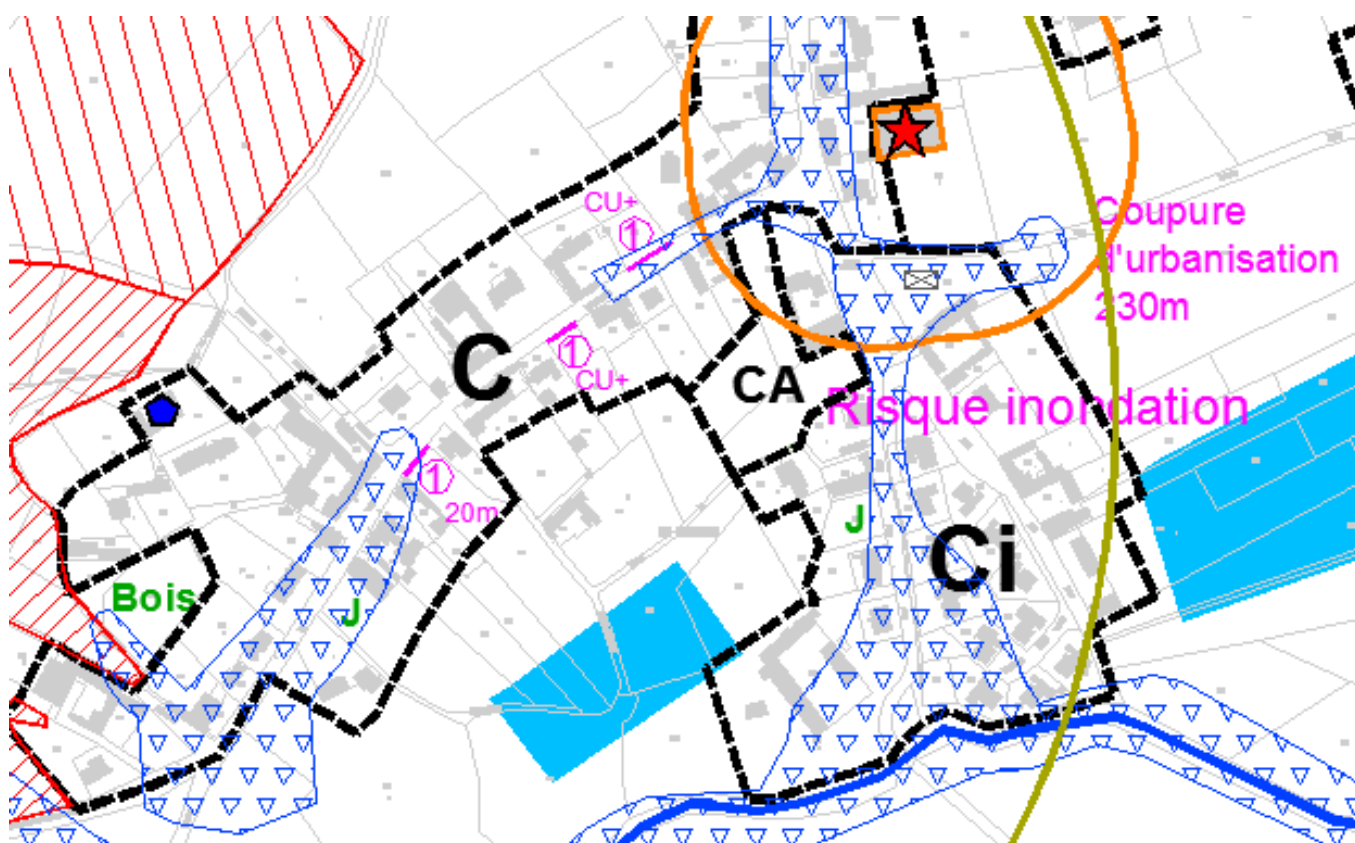 CU+
1
Coupure
d'urbanisation
230m
1
CU+
C
CA
Risque inondation
1
20m
J
Ci
Bois
J